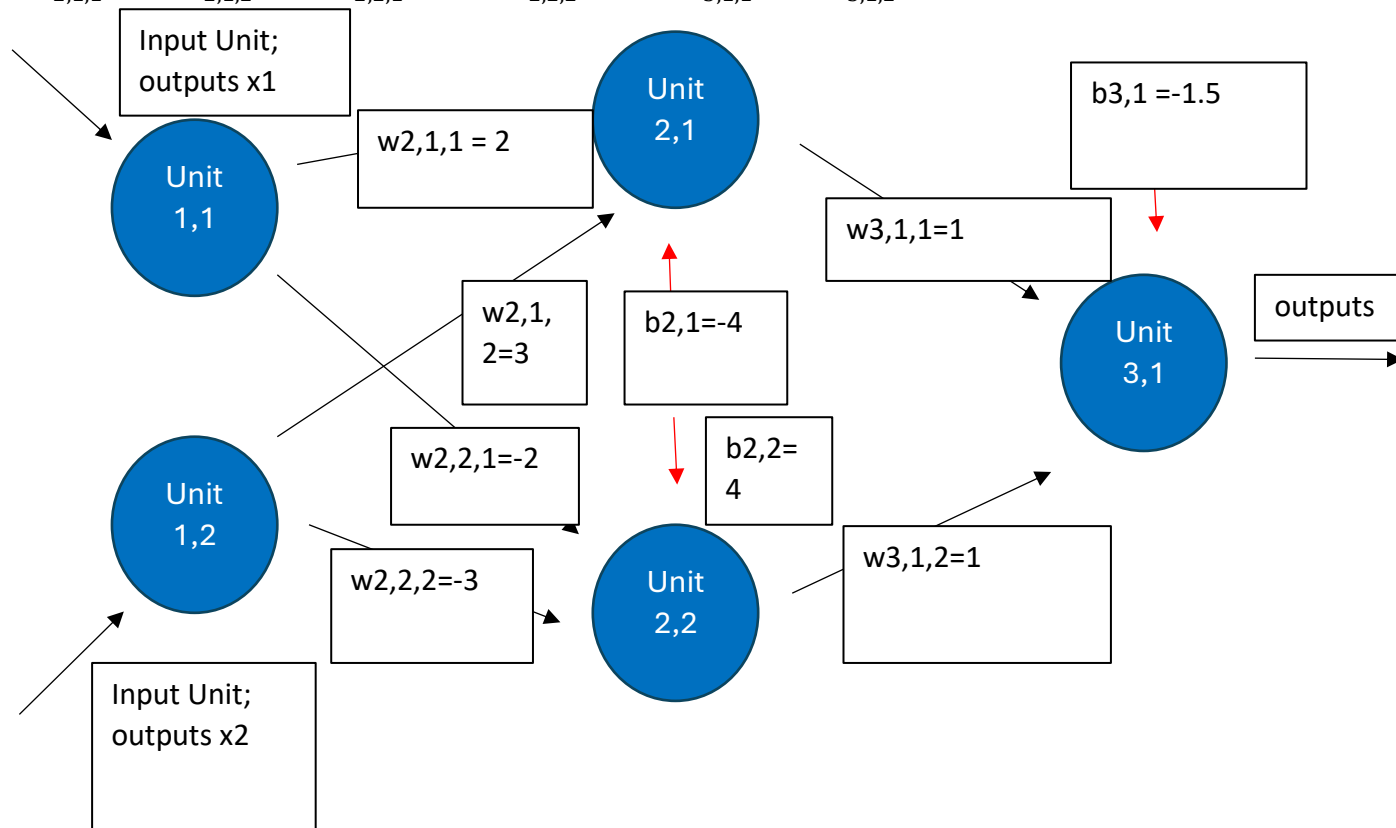 Input Unit;
outputs x1
Unit
2,1
b3,1 =-1.5
w2,1,1 = 2
Unit
1,1
w3,1,1=1
w2,1,
2=3
b2,1=-4
outputs
Unit
3,1
w2,2,1=-2
b2,2=
4
Unit
1,2
w2,2,2=-3
Unit
2,2
w3,1,2=1
Input Unit;
outputs x2